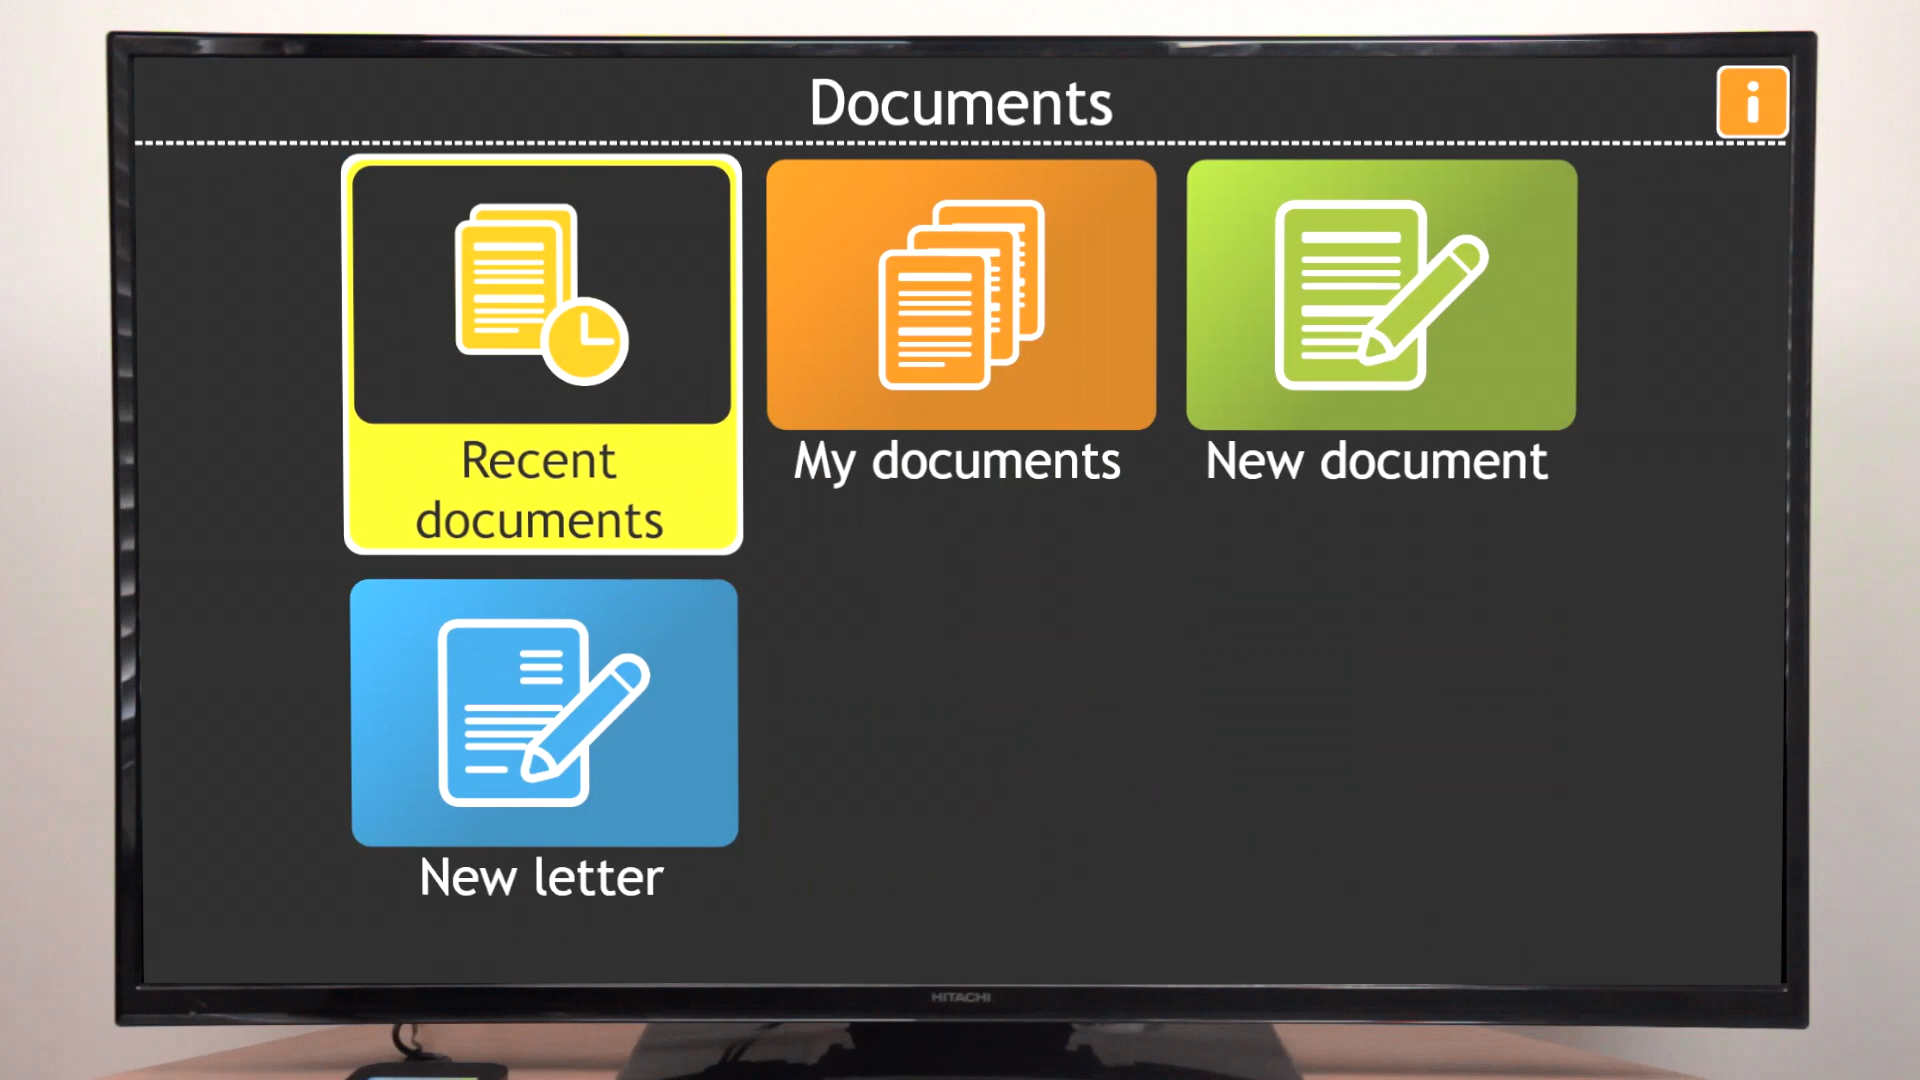 Documents
i
Recent
documents
My documents
New document
New letter
HITACHI